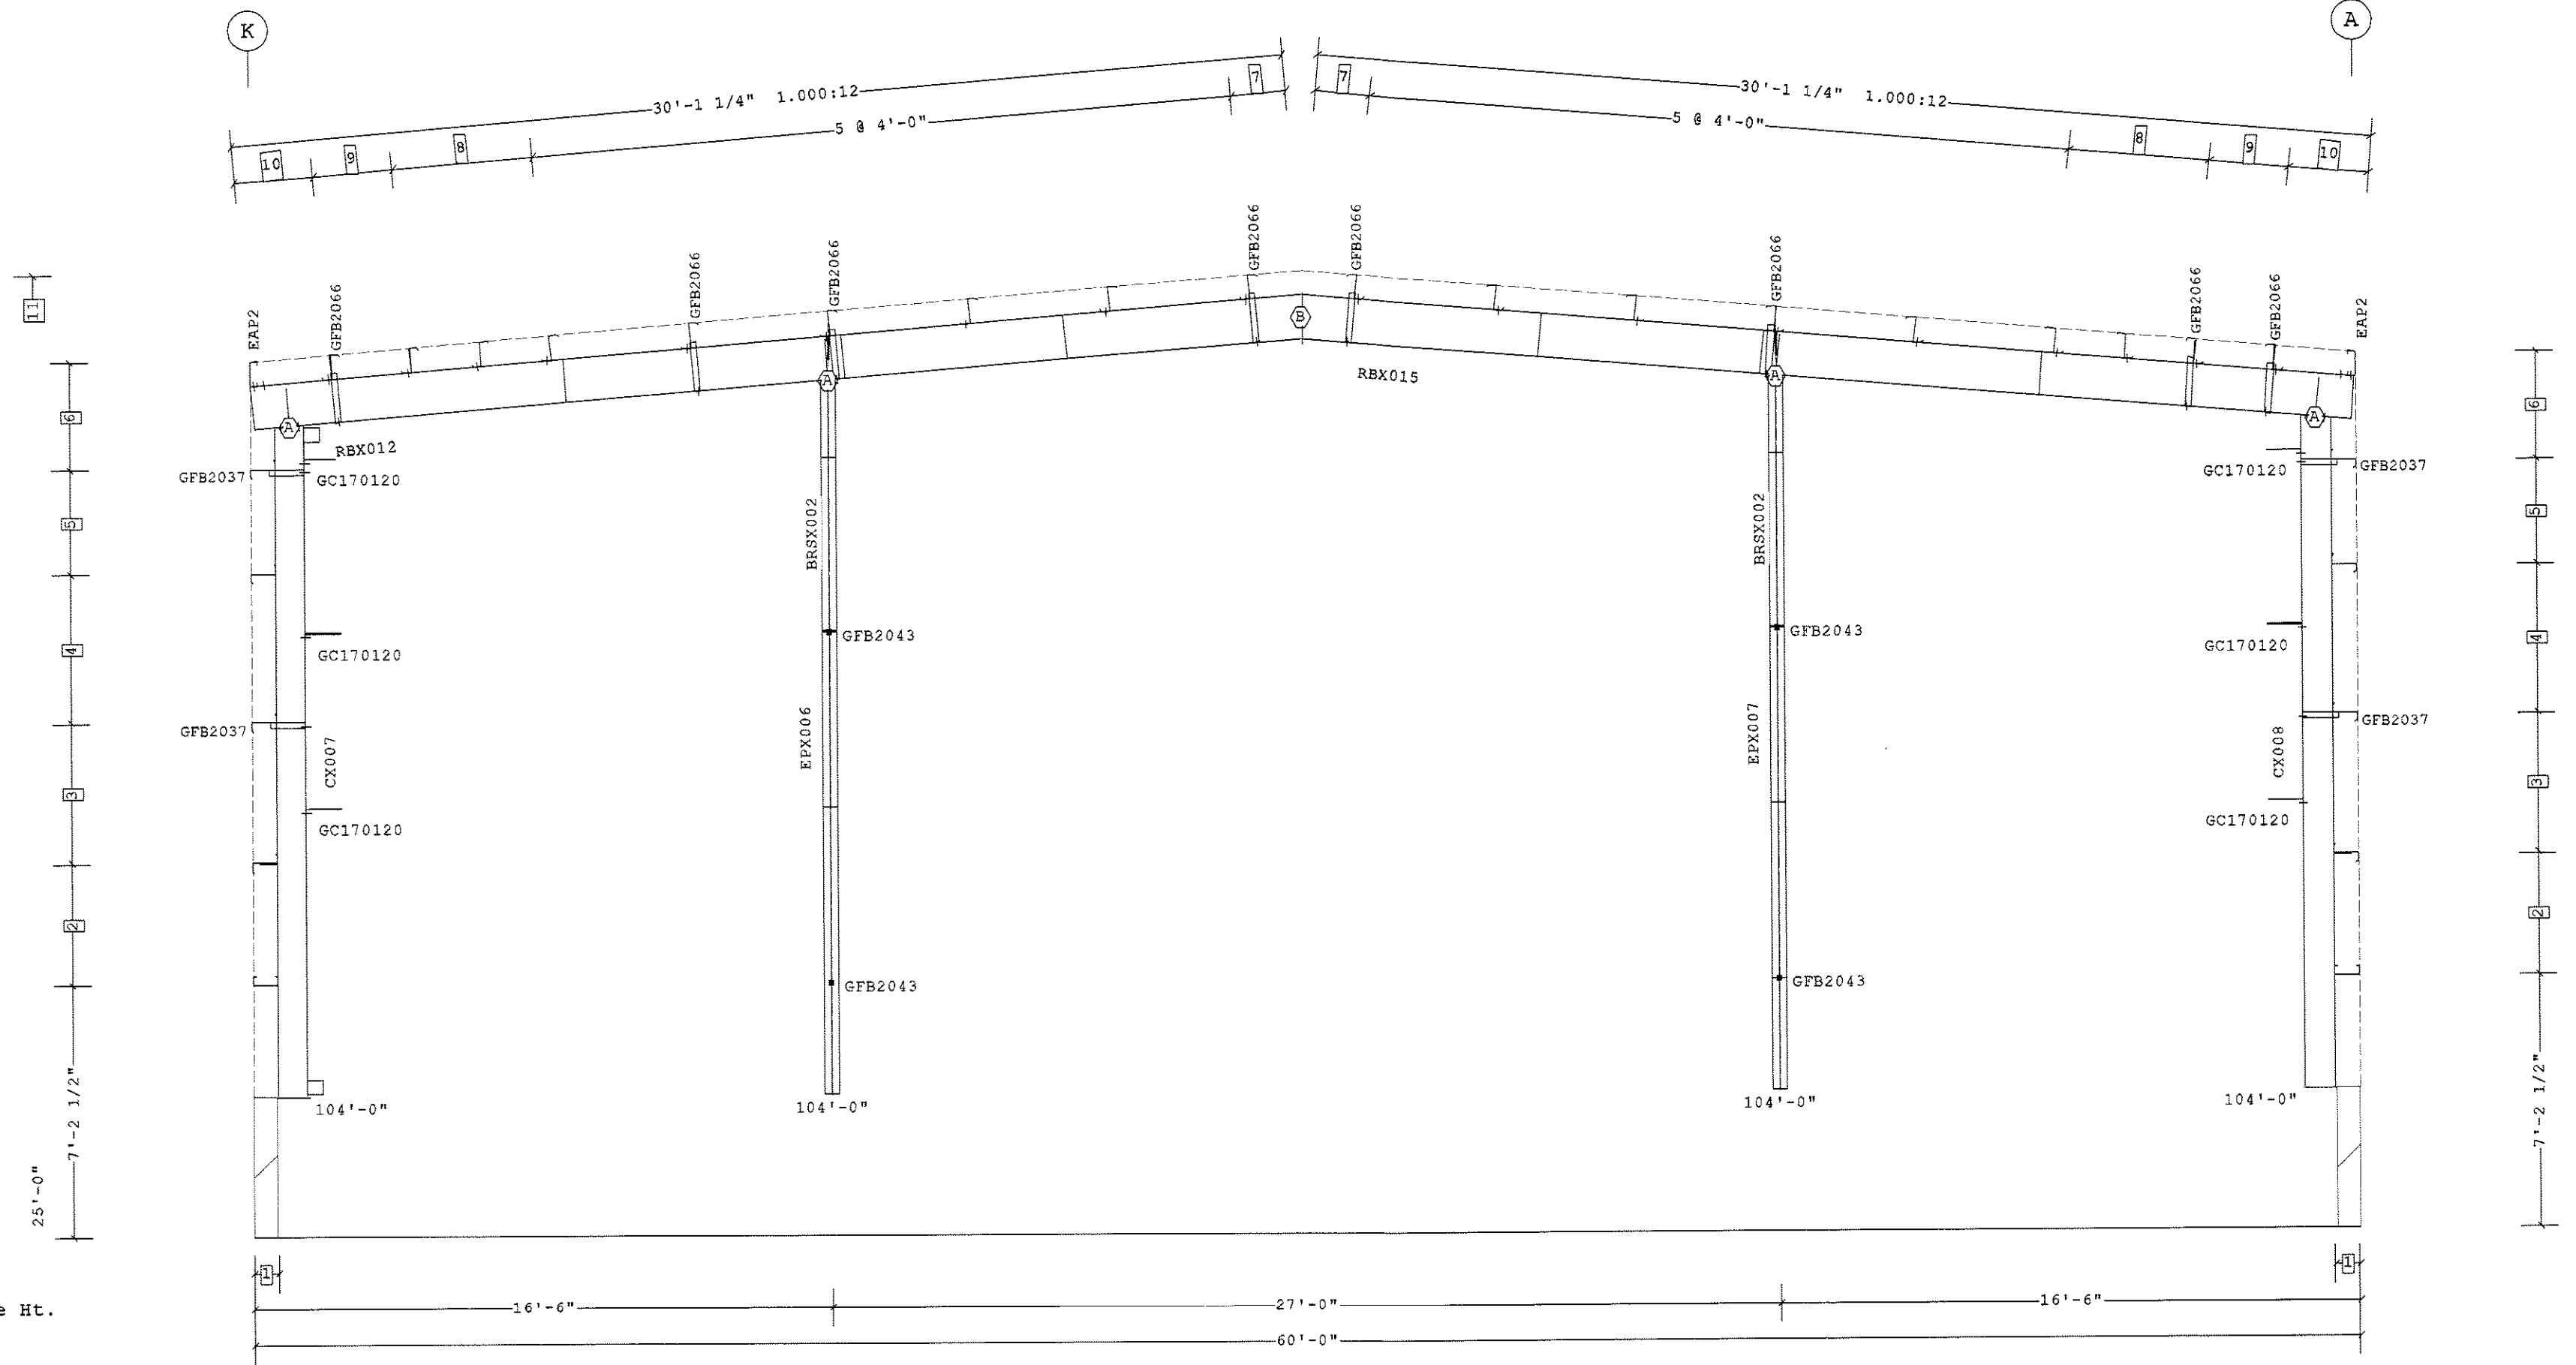 K
A
30'-1 1/4" 1.000:12
30'-1 1/4" 1.000:12
5 @ 4'-0"
5 @ 4'-0"
10
9
8
7
7
8
9
10
11
EAP2
GFB2066
GFB2066
GFB2066
GFB2066
GFB2066
GFB2066
GFB2066
GFB2066
EAP2
B
A
A
A
A
RBX012
RBX015
6
5
4
3
2
7'-2 1/2"
25'-0"
GFB2037
GC170120
GC170120
GFB2037
CX007
GC170120
104'-0"
BRSX002
GFB2043
EPX006
GFB2043
104'-0"
BRSX002
GFB2043
EPX007
GFB2043
104'-0"
GC170120
GFB2037
GC170120
GFB2037
CX008
GC170120
104'-0"
6
5
4
3
2
7'-2 1/2"
1
1
e Ht.
16'-6"
27'-0"
16'-6"
60'-0"